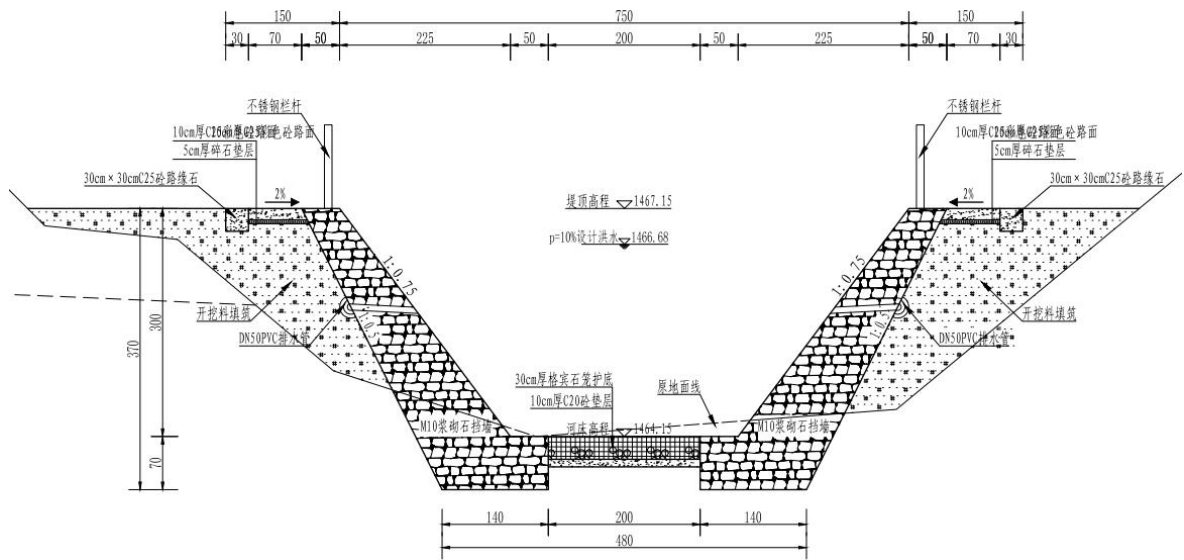 150 750 150
30 70 50 225 50 200 50 225 50 70 30
不锈钢栏杆 不锈钢栏杆
5cm厚碎石垫层 5cm厚碎石垫层
30cm×30cmC25砼路缘石 30cm×30cmC25砼路缘石
2% 2%
堤顶高程 1467.15
p=10%设计洪水 1466.68
1:0.75 1:0.75
300
370
开挖料填筑 开挖料填筑
DN50PVC排水管 DN50PVC排水管
30cm厚格宾石笼护底 原地面线
10cm厚C20砼垫层
M10浆砌石挡墙 河床高程 1464.15 M10浆砌石挡墙
70
140 200 140
480